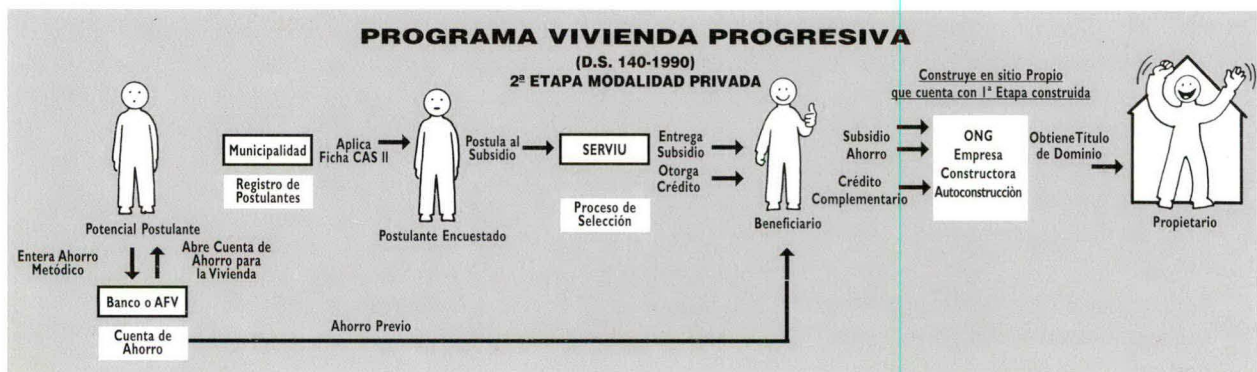 PROGRAMA VIVIENDA PROGRESIVA
(D.S. 140-1990)
2ª ETAPA MODALIDAD PRIVADA
Potencial Postulante
Entera Ahorro
Metódico
Abre Cuenta de
Ahorro para
la Vivienda
Banco o AFV
Cuenta de
Ahorro
Ahorro Previo
Municipalidad
Registro de
Postulantes
Aplica
Ficha CAS II
Postulante Encuestado
Postula al
Subsidio
SERVIU
Proceso de
Selección
Entrega
Subsidio
Otorga
Crédito
Beneficiario
Subsidio
Ahorro
Crédito
Complementario
Construye en sitio Propio
que cuenta con 1ª Etapa construida
ONG
Empresa
Constructora
Autoconstrucciòn
Obtiene Título
de Dominio
Propietario